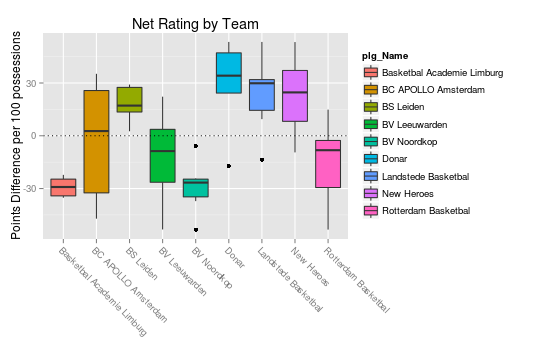 Net Rating by Team
Points Difference per 100 possessions
30
0
-30
Basketbal Academie Limburg
BC APOLLO Amsterdam
BS Leiden
BV Leeuwarden
BV Noordkop
Donar
Landstede Basketbal
New Heroes
Rotterdam Basketbal
plg_Name
Basketbal Academie Limburg
BC APOLLO Amsterdam
BS Leiden
BV Leeuwarden
BV Noordkop
Donar
Landstede Basketbal
New Heroes
Rotterdam Basketbal